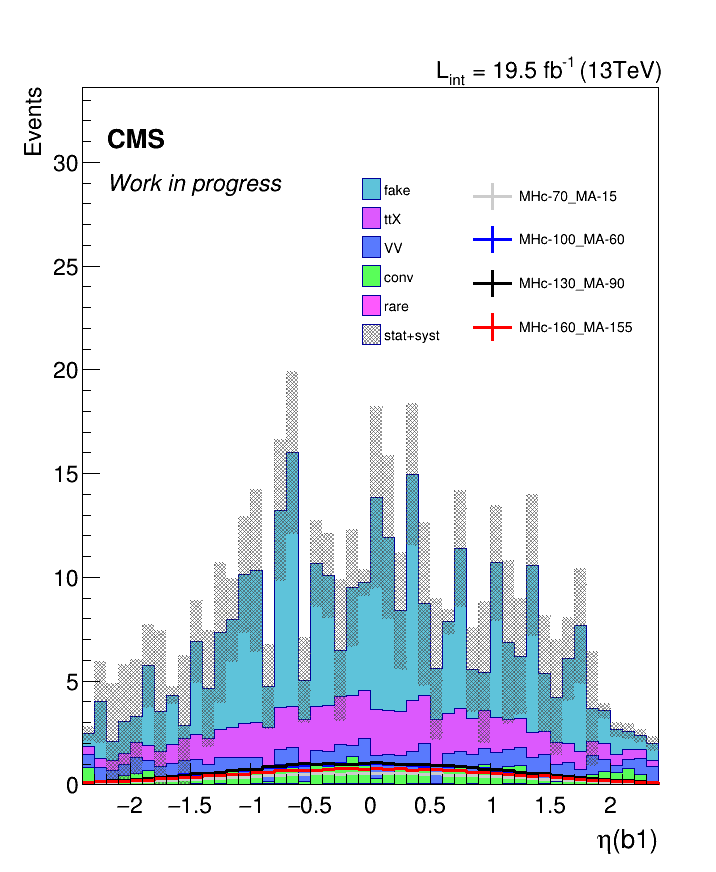 L_int = 19.5 fb^-1 (13TeV)
Events
CMS
Work in progress
fake
ttX
VV
conv
rare
stat+syst
MHc-70_MA-15
MHc-100_MA-60
MHc-130_MA-90
MHc-160_MA-155
30
25
20
15
10
5
0
−2 −1.5 −1 −0.5 0 0.5 1 1.5 2
η(b1)